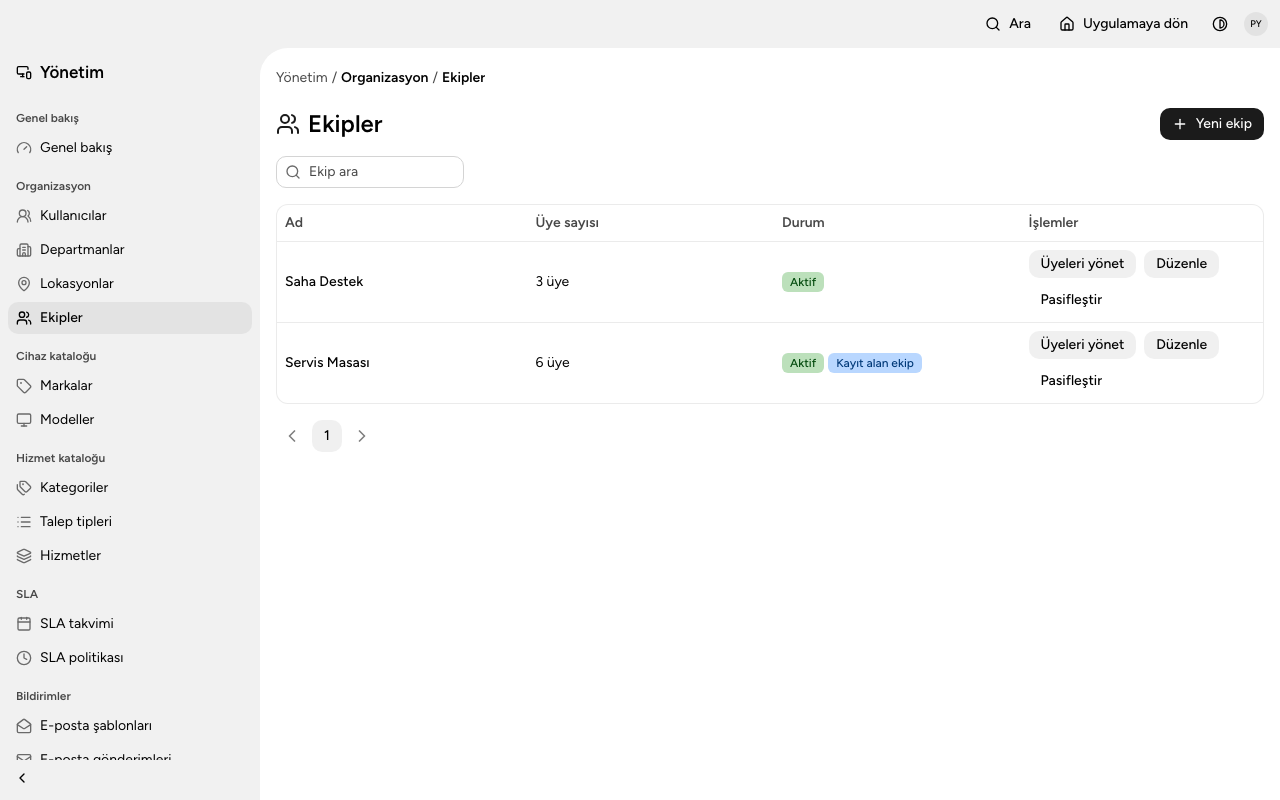 Ara
Uygulamaya dön
PY
Yönetim
Genel bakış
Genel bakış
Organizasyon
Kullanıcılar
Departmanlar
Lokasyonlar
Ekipler
Cihaz kataloğu
Markalar
Modeller
Hizmet kataloğu
Kategoriler
Talep tipleri
Hizmetler
SLA
SLA takvimi
SLA politikası
Bildirimler
E-posta şablonları
E-posta gönderimleri
Yönetim / Organizasyon / Ekipler
Ekipler
Yeni ekip
Ekip ara
Ad Üye sayısı Durum İşlemler
Saha Destek 3 üye Aktif Üyeleri yönet Düzenle
Pasifleştir
Servis Masası 6 üye Aktif Kayıt alan ekip Üyeleri yönet Düzenle
Pasifleştir
1